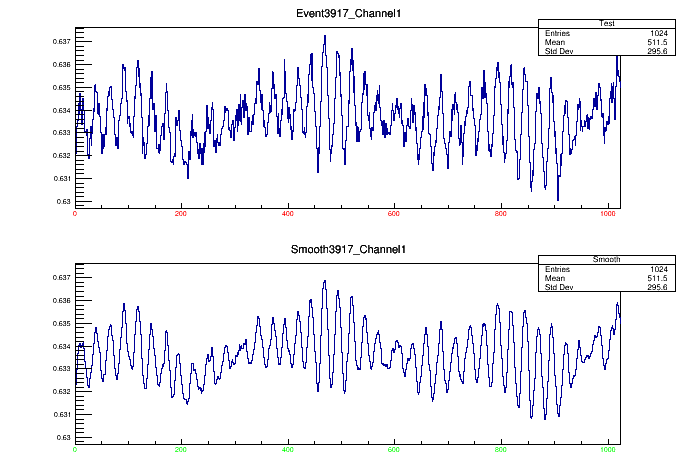 Event3917_Channel1
Test
Entries 1024
Mean 511.5
Std Dev 295.6
0.637
0.636
0.635
0.634
0.633
0.632
0.631
0.63
0 200 400 600 800 1000
Smooth3917_Channel1
Smooth
Entries 1024
Mean 511.5
Std Dev 295.6
0.637
0.636
0.635
0.634
0.633
0.632
0.631
0.63
0 200 400 600 800 1000